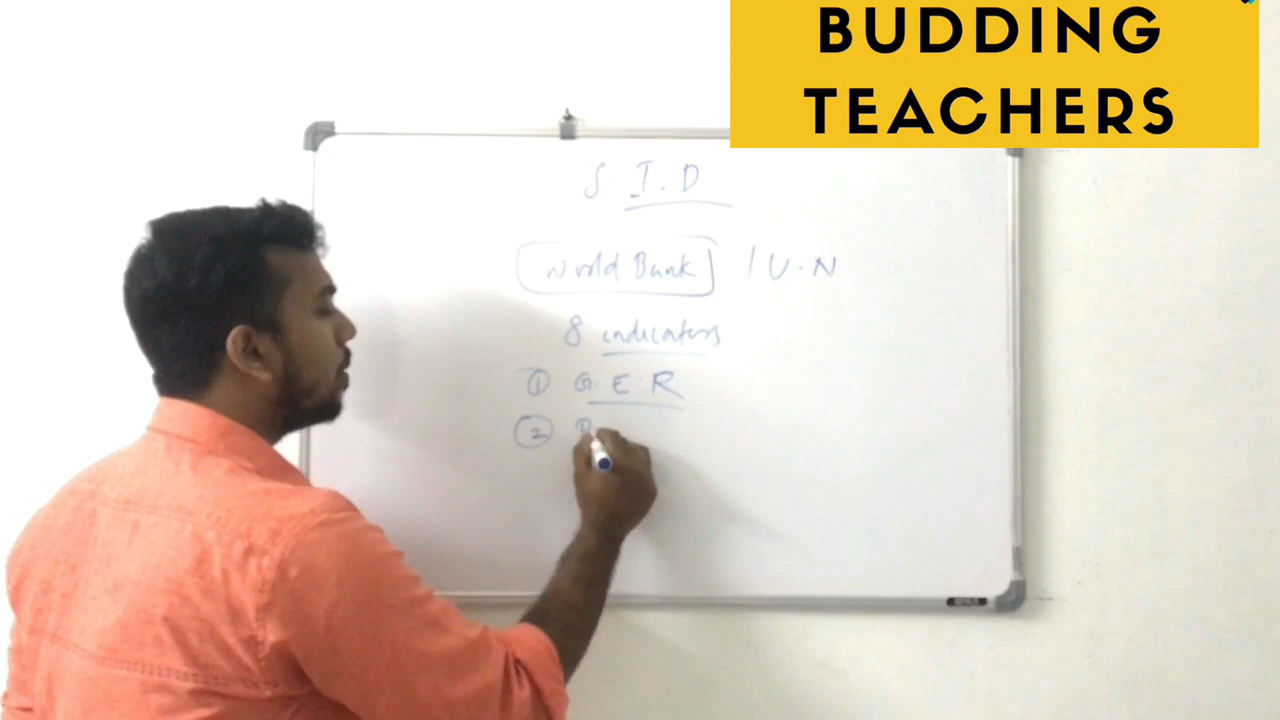 BUDDING
TEACHERS
S. I. D
World Bank / U.N
8 indicators
① G.E.R
②